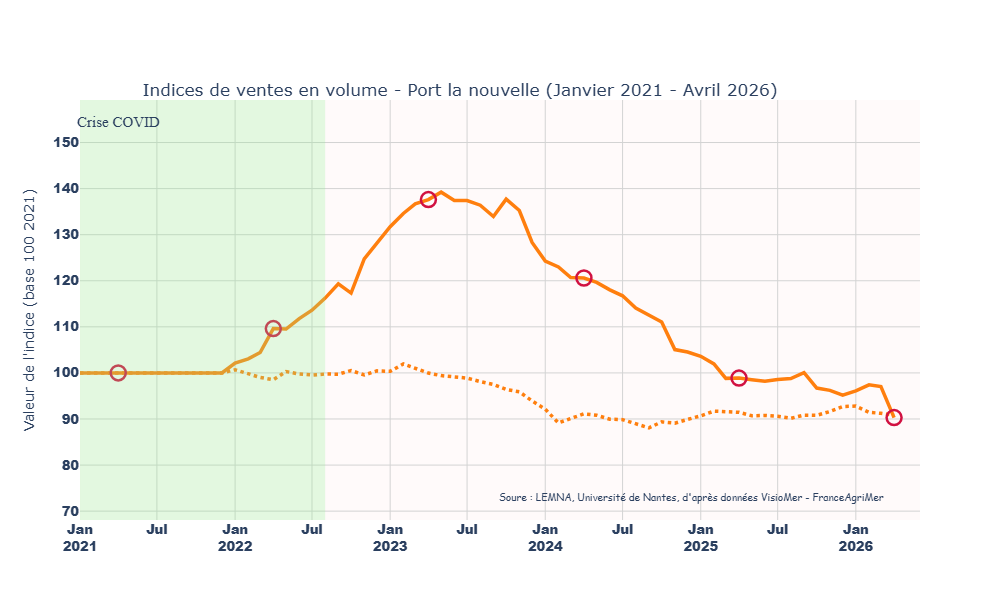 Indices de ventes en volume - Port la nouvelle (Janvier 2021 - Avril 2026)
Crise COVID
Valeur de l'indice (base 100 2021)
150
140
130
120
110
100
90
80
70
Soure : LEMNA, Université de Nantes, d'après données VisioMer - FranceAgriMer
Jan Jul Jan Jul Jan Jul Jan Jul Jan Jul Jan
2021 2022 2023 2024 2025 2026